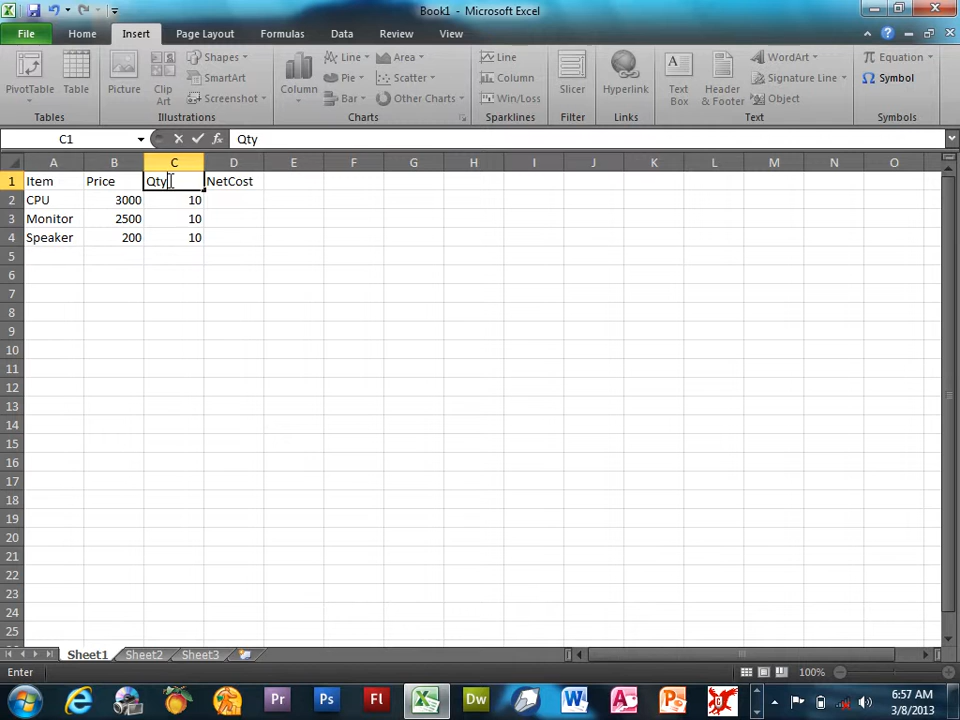 Book1 - Microsoft Excel
File Home Insert Page Layout Formulas Data Review View
PivotTable Table Picture Clip Art Shapes SmartArt Screenshot Column Line Pie Bar Area Scatter Other Charts Line Column Win/Loss Slicer Hyperlink Text Box Header & Footer WordArt Signature Line Object Equation Symbol
Tables Illustrations Charts Sparklines Filter Text Symbols
C1 fx Qty
A B C D E F G H I J K L M N O
1 Item Price Qty NetCost
2 CPU 3000 10
3 Monitor 2500 10
4 Speaker 200 10
5
6
7
8
9
10
11
12
13
14
15
16
17
18
19
20
21
22
23
24
25
Sheet1 Sheet2 Sheet3
Enter 100%
Pr Ps Fl Dw W A P 6:57 AM
3/8/2013